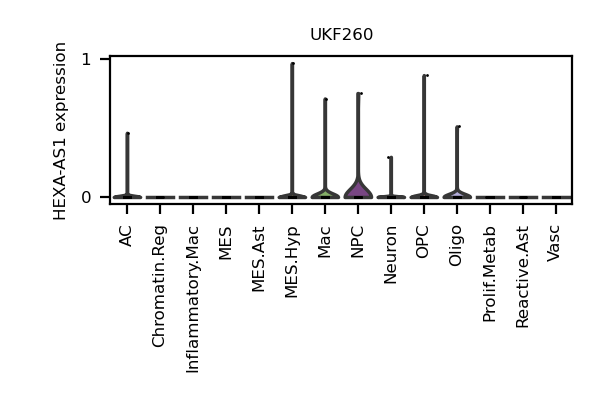 UKF260
HEXA-AS1 expression
1
0
AC
Chromatin.Reg
Inflammatory.Mac
MES
MES.Ast
MES.Hyp
Mac
NPC
Neuron
OPC
Oligo
Prolif.Metab
Reactive.Ast
Vasc